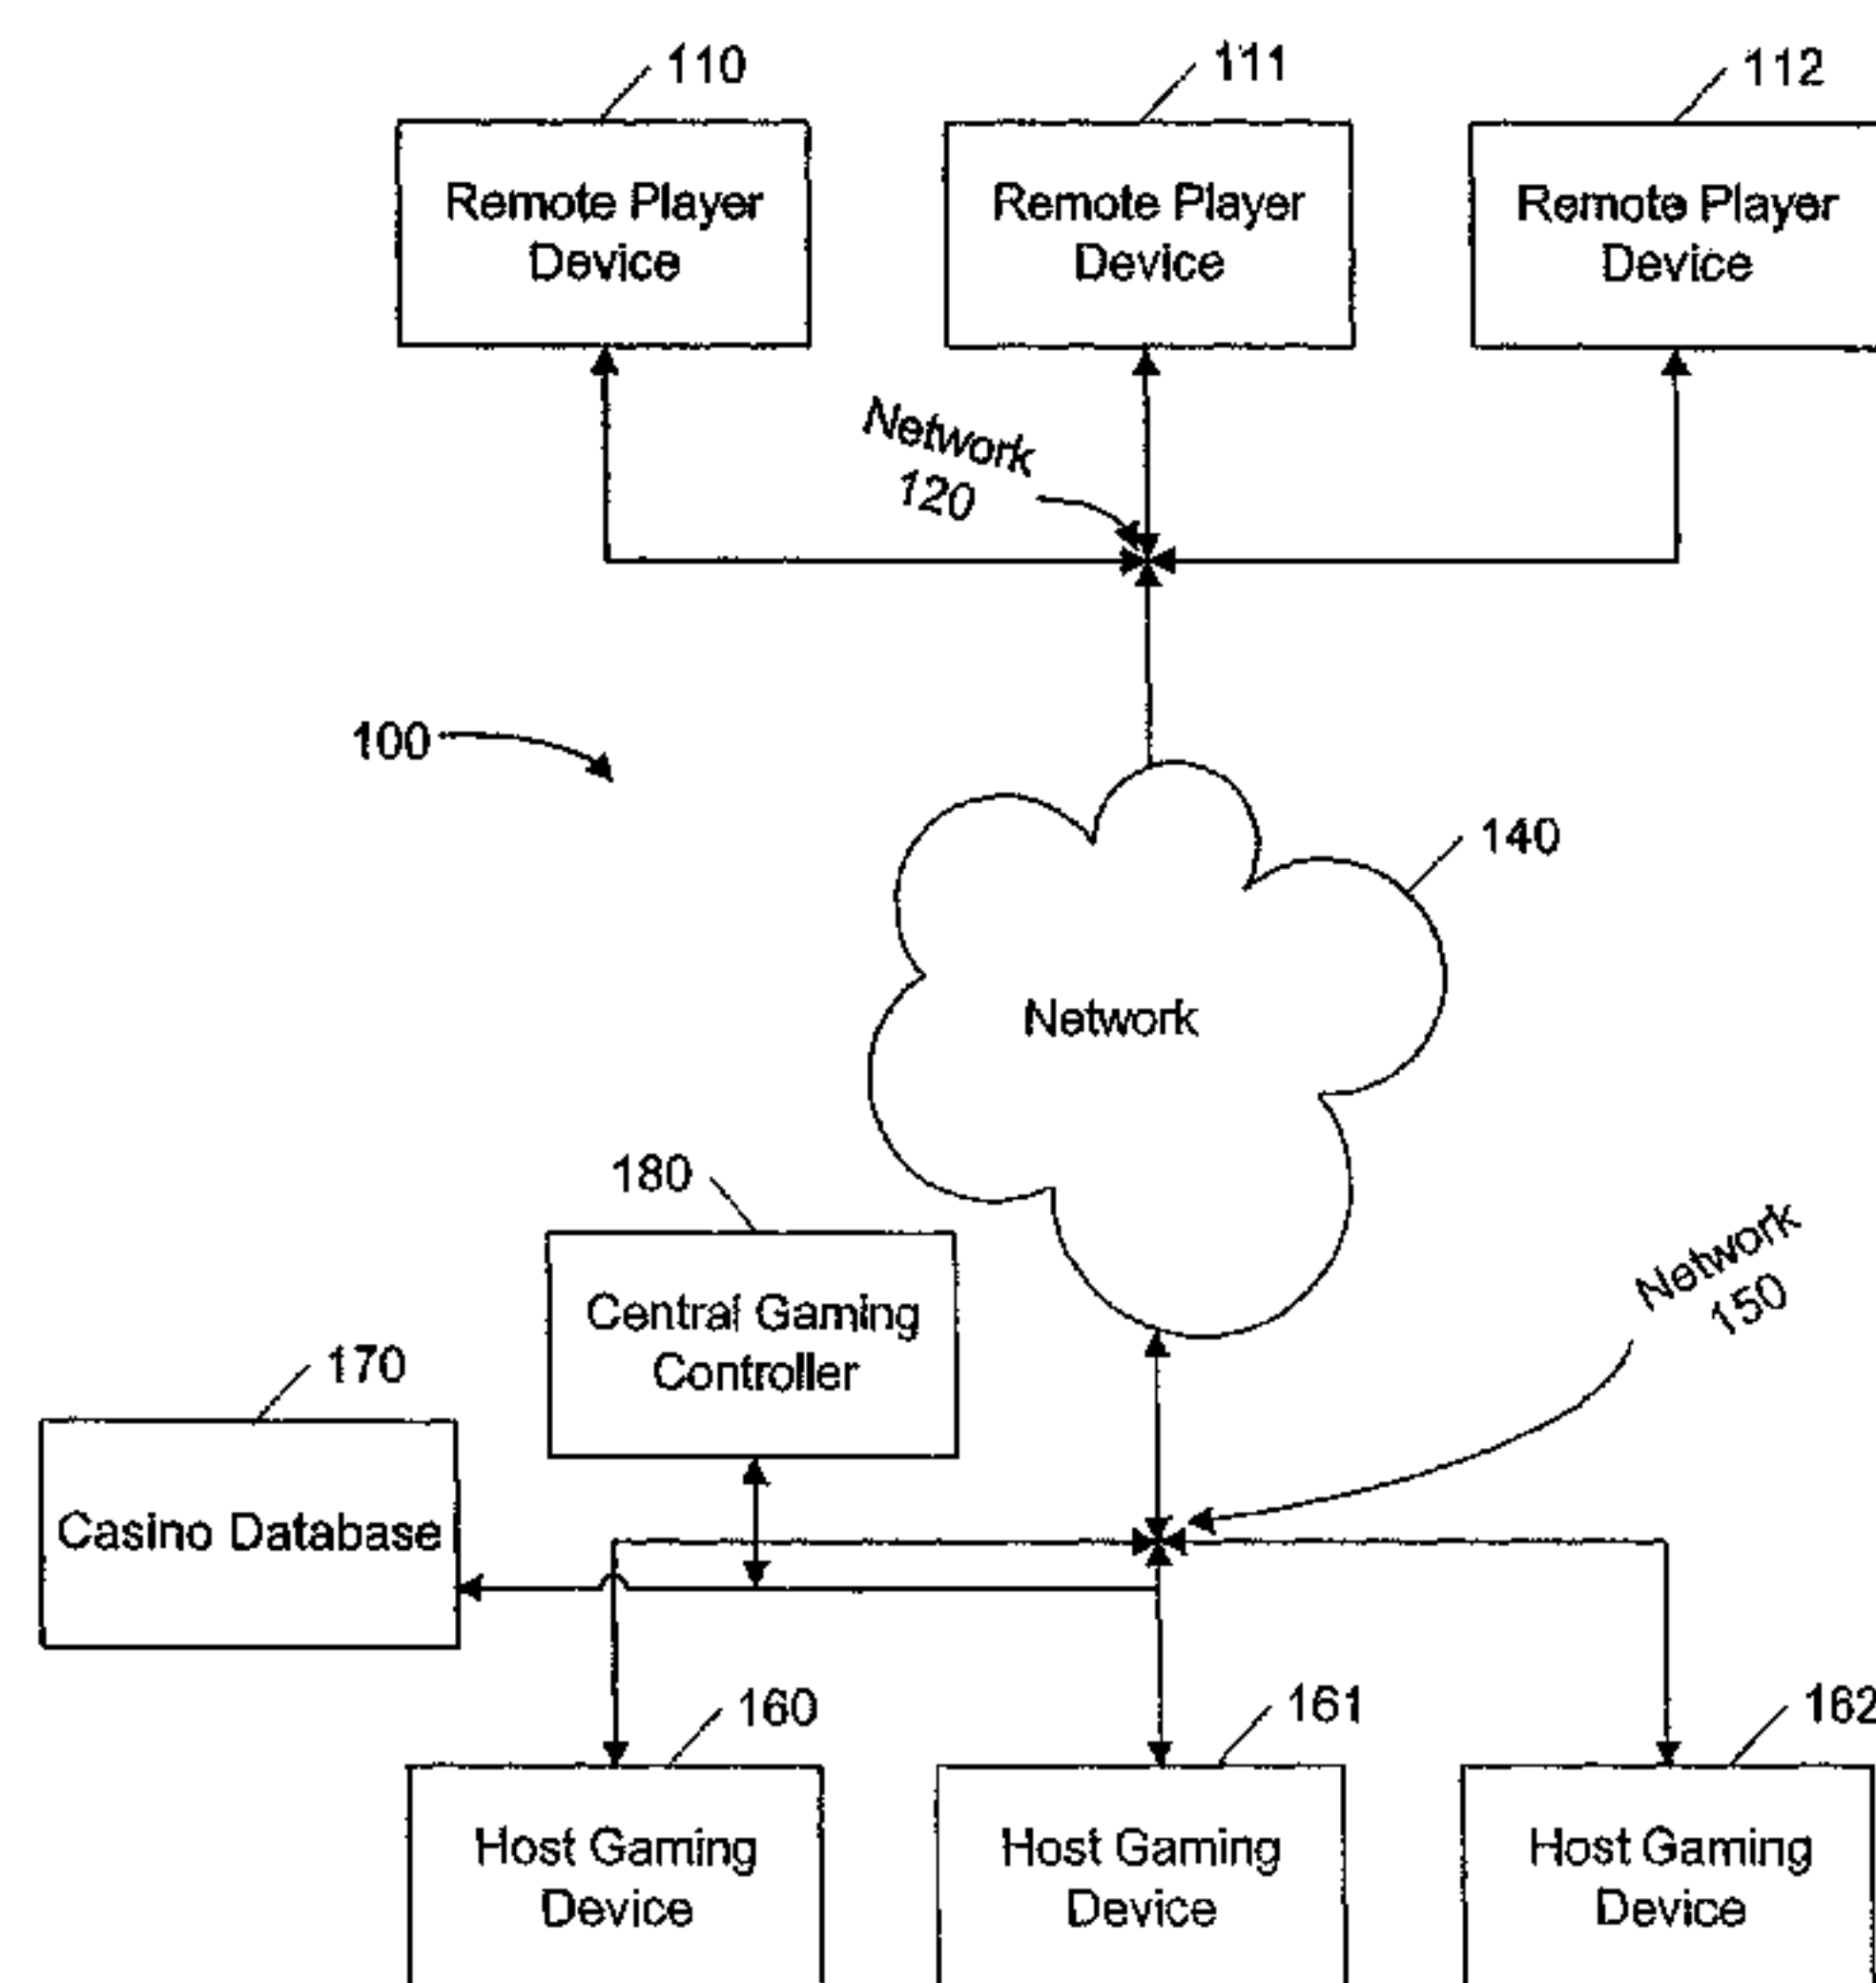 110
111
112
Remote Player
Device
Remote Player
Device
Remote Player
Device
Network
120
100
140
Network
180
Central Gaming
Controller
Network
150
170
Casino Database
160
161
162
Host Gaming
Device
Host Gaming
Device
Host Gaming
Device